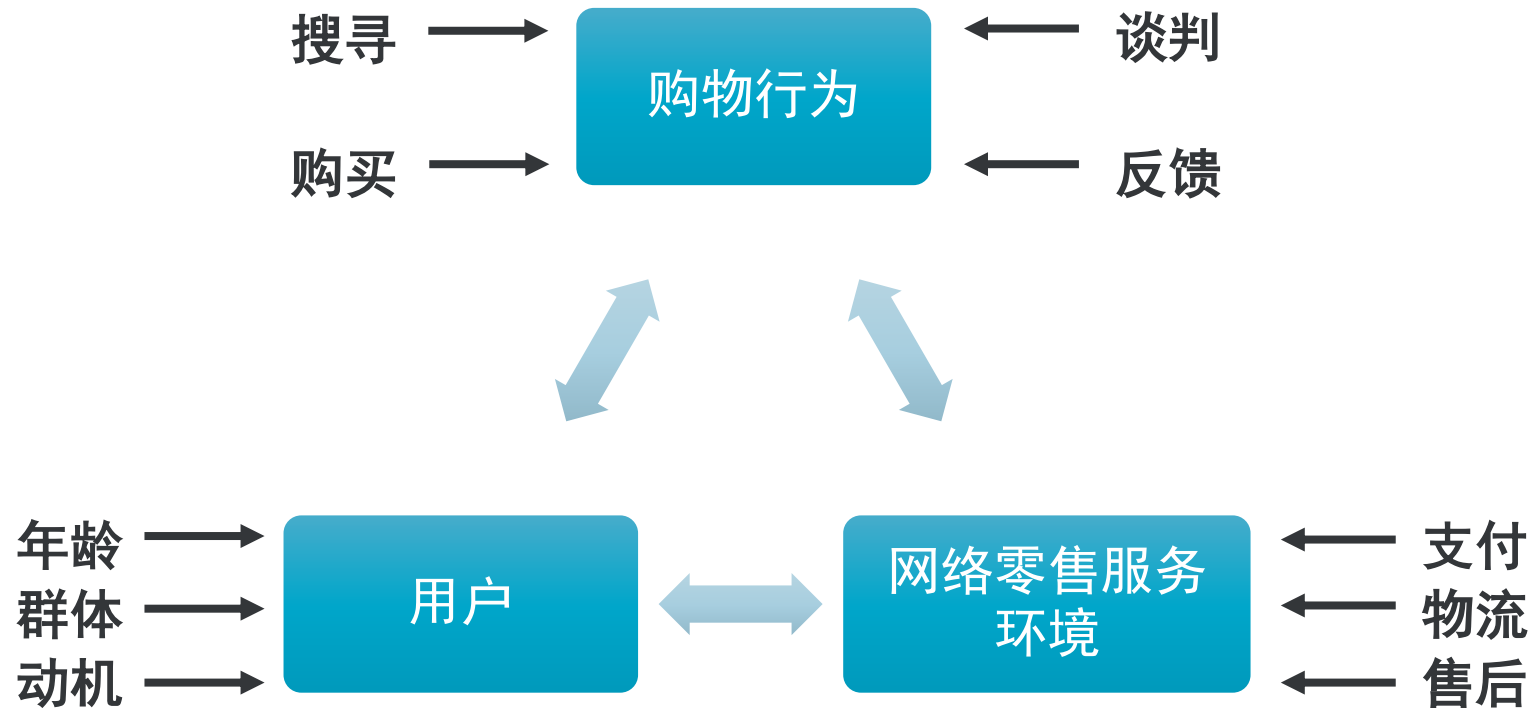 搜寻
谈判
购物行为
购买
反馈
年龄
群体
动机
用户
网络零售服务
环境
支付
物流
售后